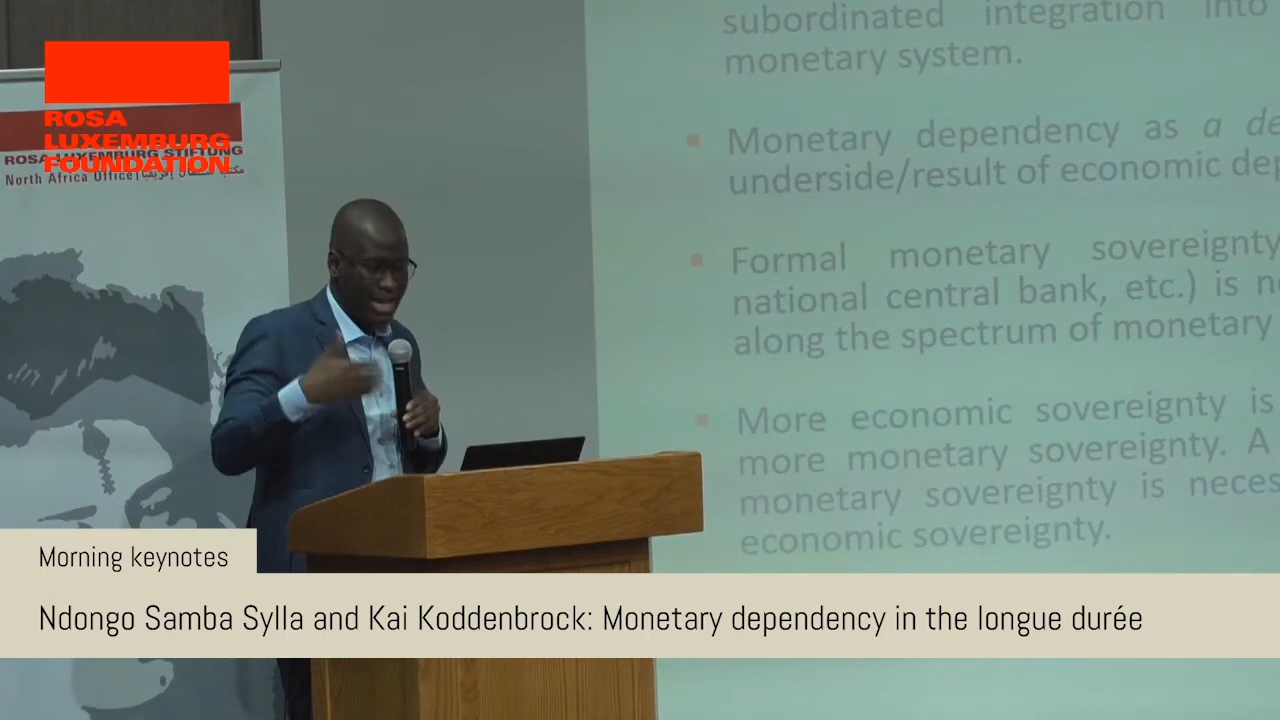 ROSA
LUXEMBURG
FOUNDATION
ROSA LUXEMBURG STIFTUNG
North Africa Office
subordinated integration into
monetary system.
Monetary dependency as a de
underside/result of economic dep
Formal monetary sovereignty
national central bank, etc.) is n
along the spectrum of monetary
More economic sovereignty is
more monetary sovereignty. A
monetary sovereignty is neces
economic sovereignty.
Morning keynotes
Ndongo Samba Sylla and Kai Koddenbrock: Monetary dependency in the longue durée